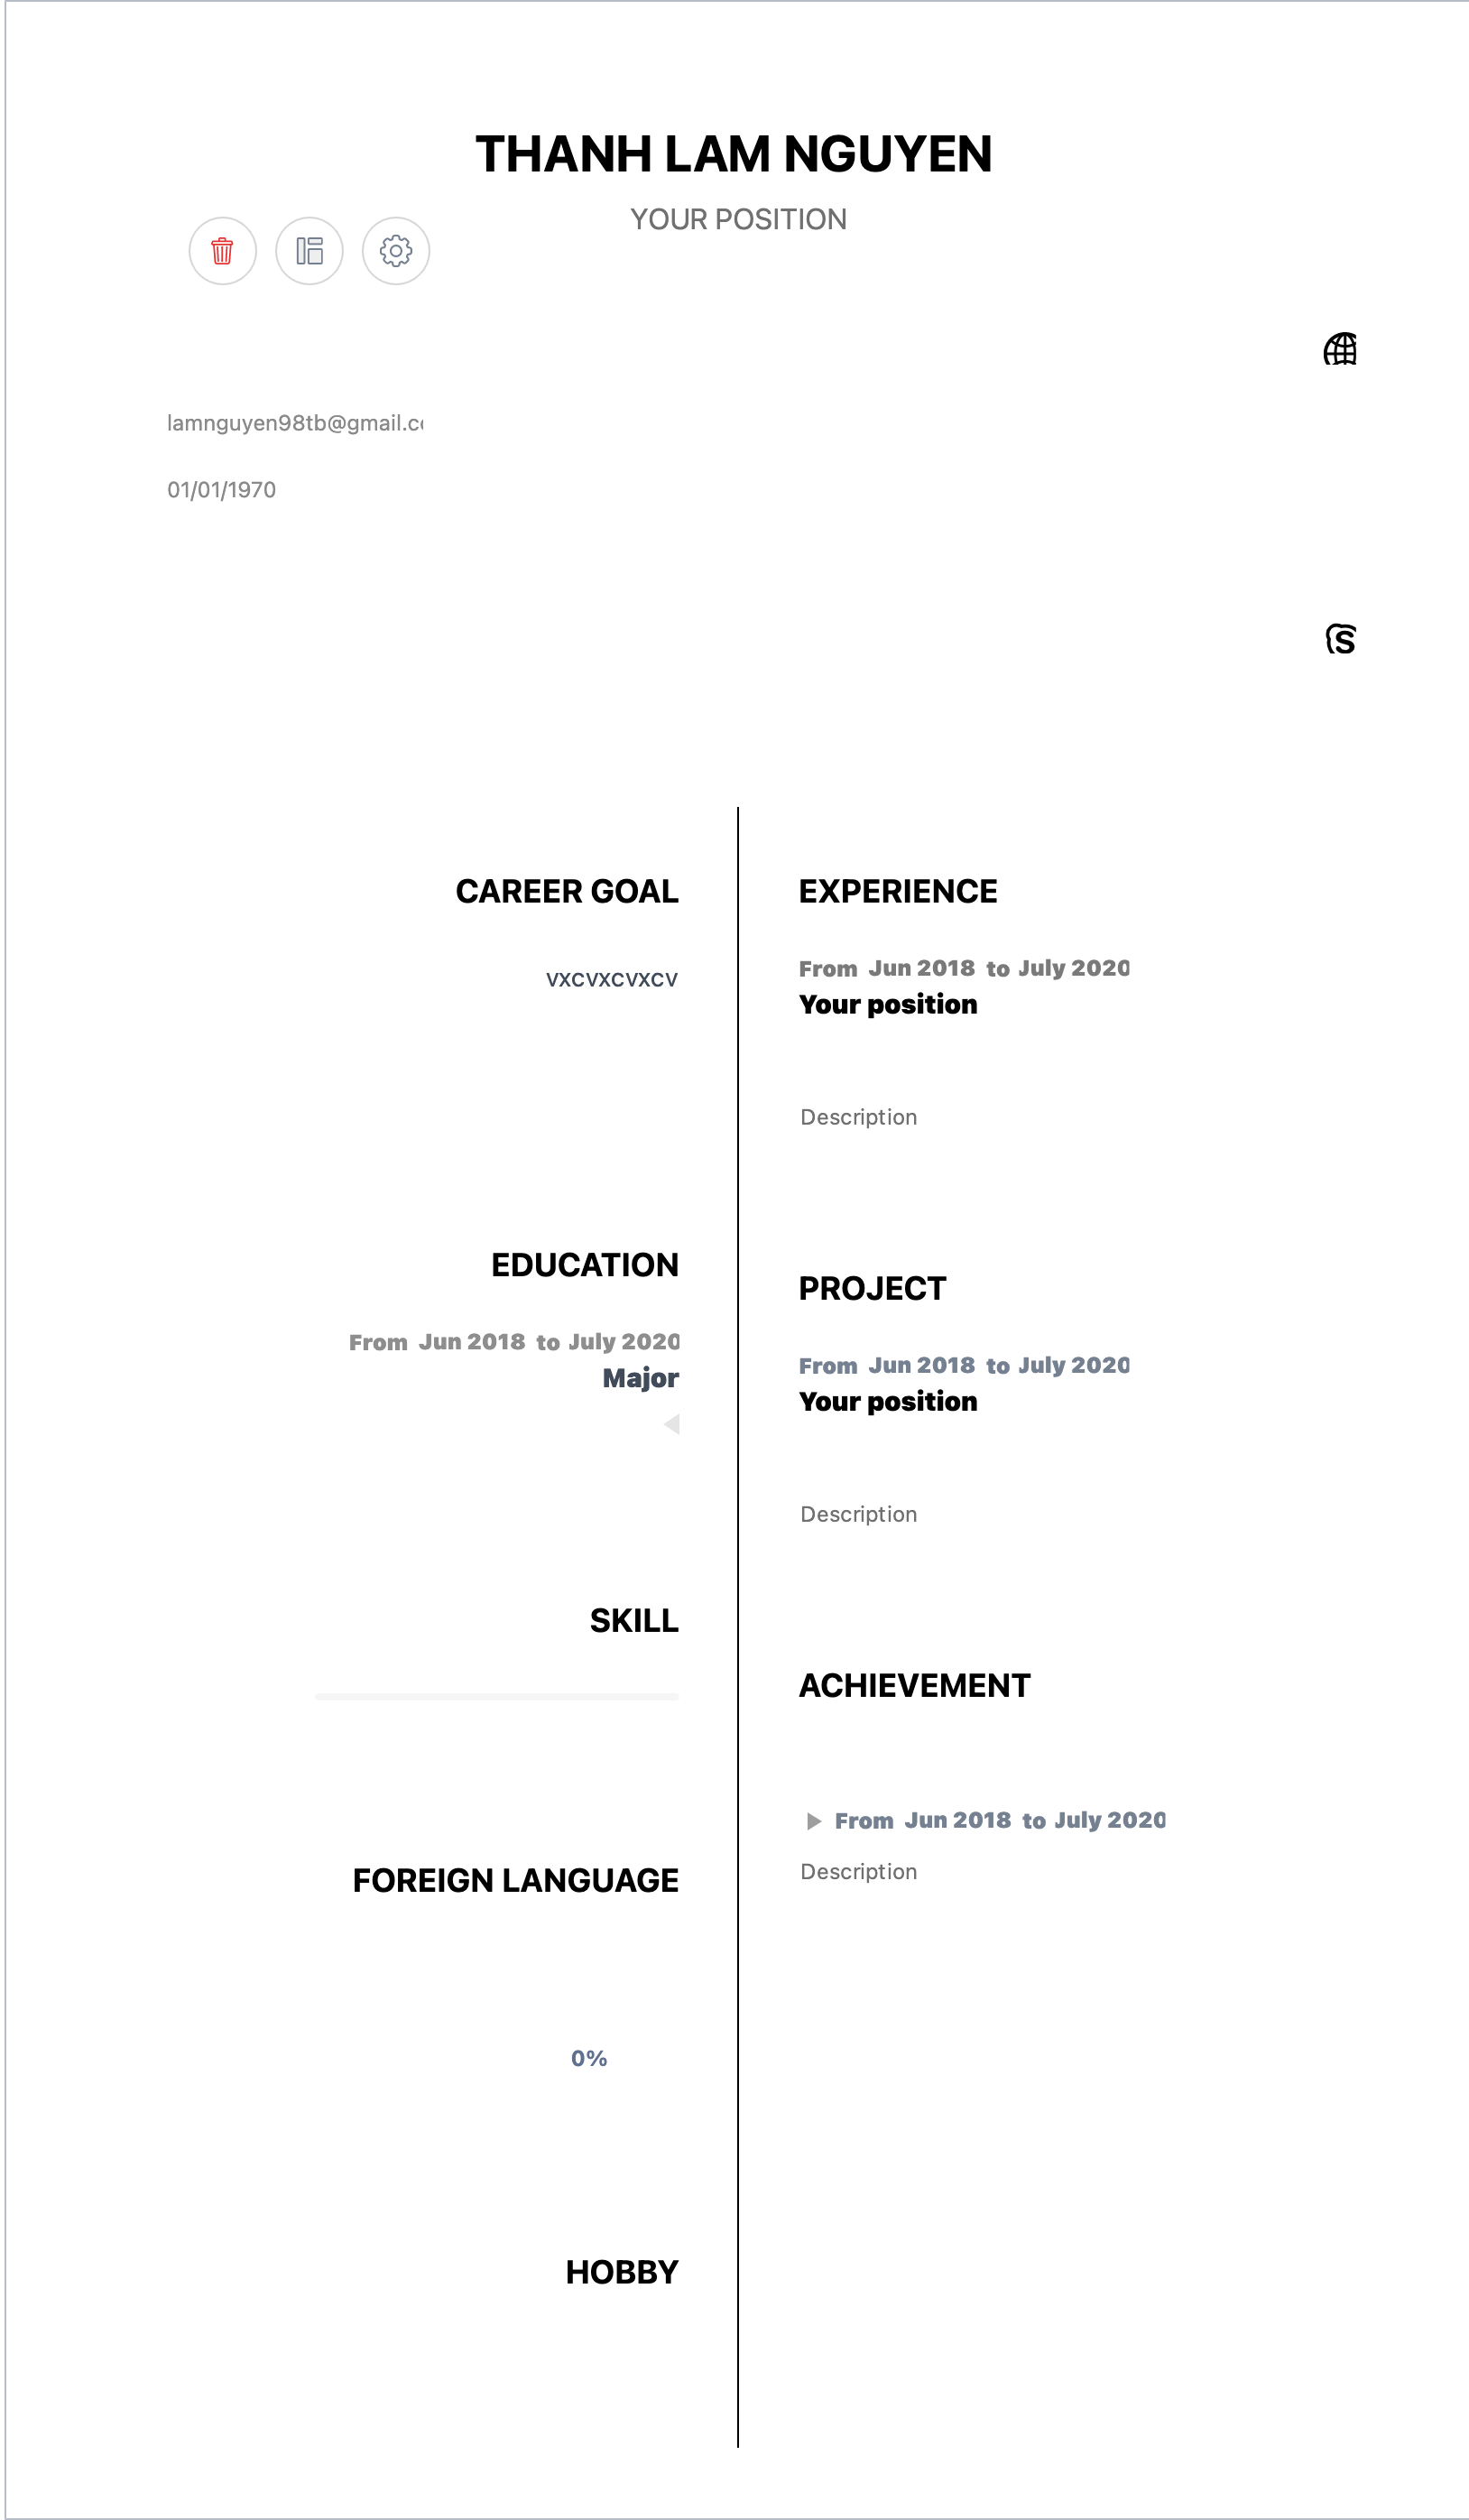 THANH LAM NGUYEN
YOUR POSITION
lamnguyen98tb@gmail.c
01/01/1970
CAREER GOAL
vxcvxcvxcv
EDUCATION
From Jun 2018 to July 2020
Major
SKILL
FOREIGN LANGUAGE
0%
HOBBY
EXPERIENCE
From Jun 2018 to July 2020
Your position
Description
PROJECT
From Jun 2018 to July 2020
Your position
Description
ACHIEVEMENT
From Jun 2018 to July 2020
Description